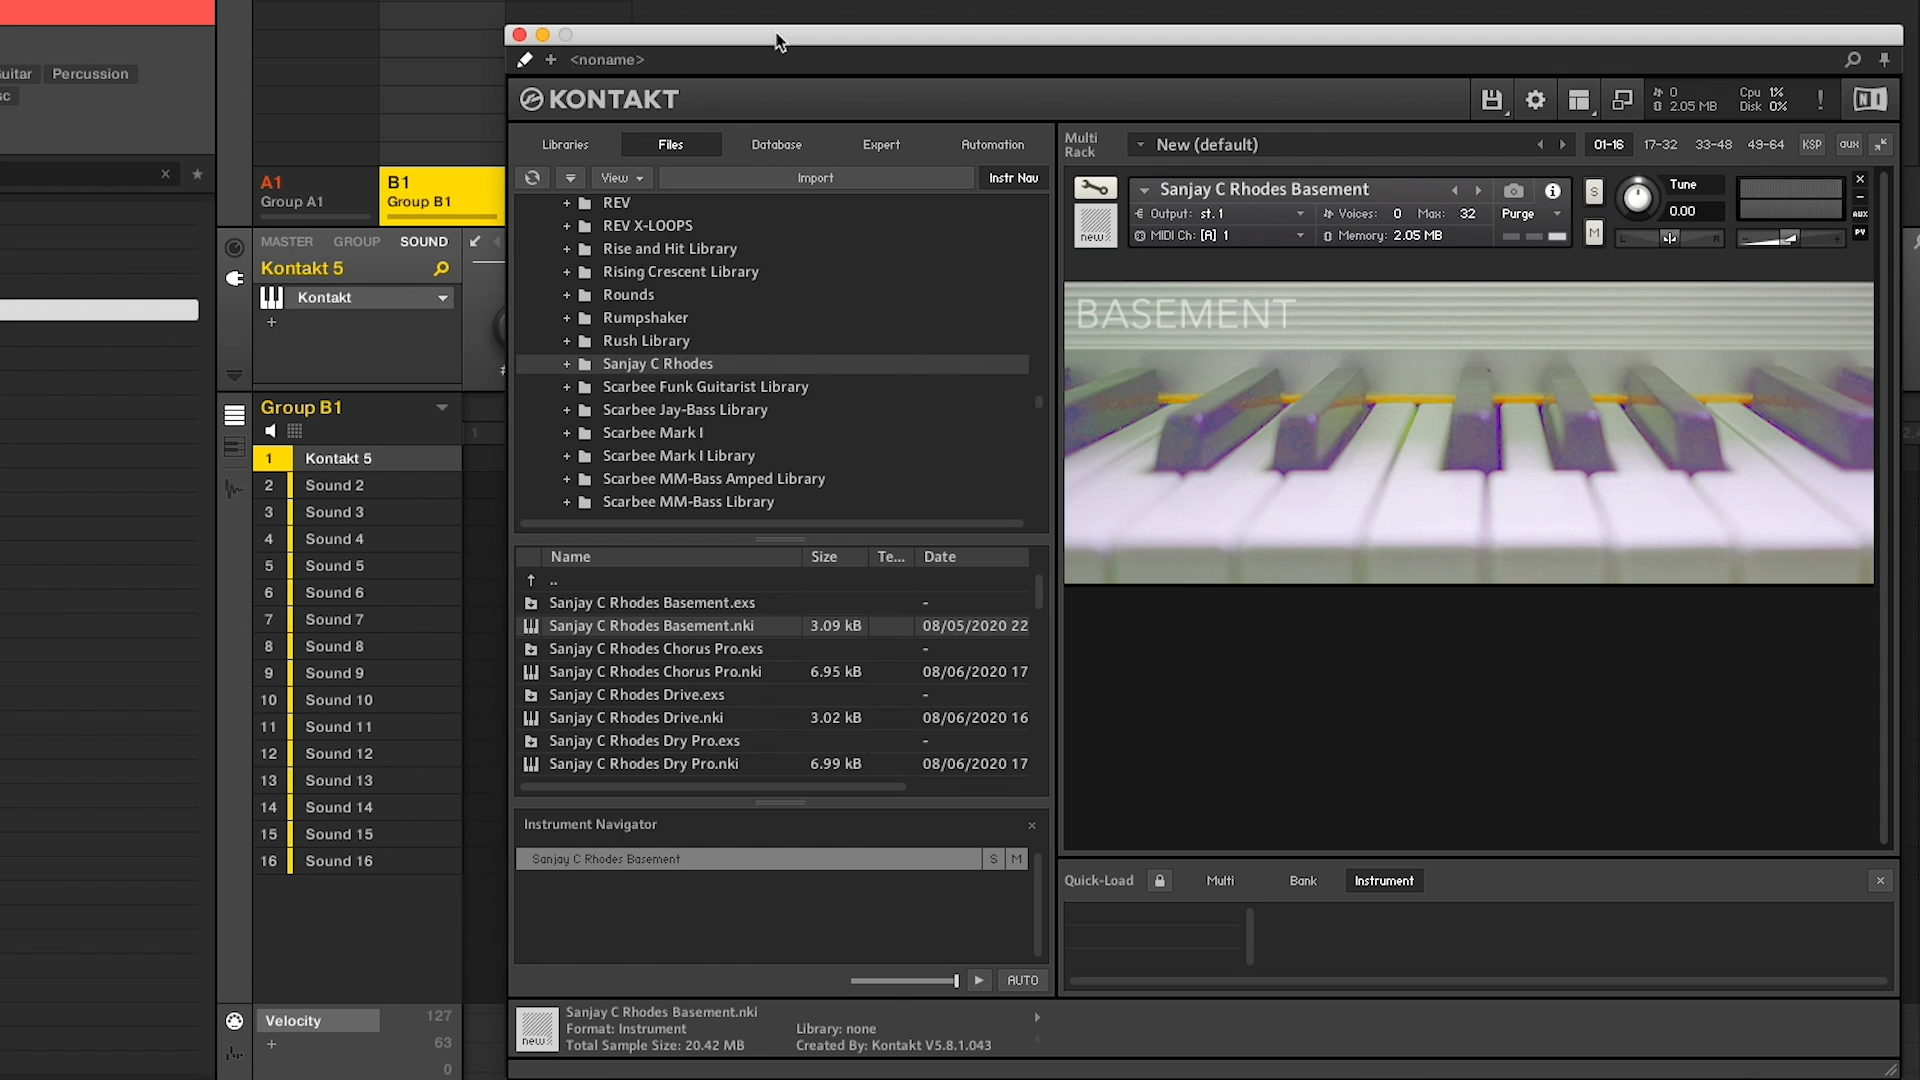 uitar Percussion
sc
A1
Group A1
B1
Group B1
MASTER GROUP SOUND
Kontakt 5
Kontakt
+
Group B1
1 Kontakt 5
2 Sound 2
3 Sound 3
4 Sound 4
5 Sound 5
6 Sound 6
7 Sound 7
8 Sound 8
9 Sound 9
10 Sound 10
11 Sound 11
12 Sound 12
13 Sound 13
14 Sound 14
15 Sound 15
16 Sound 16
1
Velocity 127
+ 63
0
+ <noname>
KONTAKT
0
2.05 MB
Cpu 1%
Disk 0%
!
Libraries Files Database Expert Automation
View Import Instr Nav
+ REV
+ REV X-LOOPS
+ Rise and Hit Library
+ Rising Crescent Library
+ Rounds
+ Rumpshaker
+ Rush Library
+ Sanjay C Rhodes
+ Scarbee Funk Guitarist Library
+ Scarbee Jay-Bass Library
+ Scarbee Mark I
+ Scarbee Mark I Library
+ Scarbee MM-Bass Amped Library
+ Scarbee MM-Bass Library
Name Size Te... Date
..
Sanjay C Rhodes Basement.exs -
Sanjay C Rhodes Basement.nki 3.09 kB 08/05/2020 22
Sanjay C Rhodes Chorus Pro.exs -
Sanjay C Rhodes Chorus Pro.nki 6.95 kB 08/06/2020 17
Sanjay C Rhodes Drive.exs -
Sanjay C Rhodes Drive.nki 3.02 kB 08/06/2020 16
Sanjay C Rhodes Dry Pro.exs -
Sanjay C Rhodes Dry Pro.nki 6.99 kB 08/06/2020 17
Instrument Navigator ×
Sanjay C Rhodes Basement S M
AUTO
Multi
Rack
New (default) 01-16 17-32 33-48 49-64 KSP aux
Sanjay C Rhodes Basement
Output: st.1 Voices: 0 Max: 32 Purge
MIDI Ch: [A] 1 Memory: 2.05 MB
new
S
M
Tune
0.00
L R
- +
AUX
PV
BASEMENT
Quick-Load Multi Bank Instrument ×
new
Sanjay C Rhodes Basement.nki
Format: Instrument Library: none
Total Sample Size: 20.42 MB Created By: Kontakt V5.8.1.043